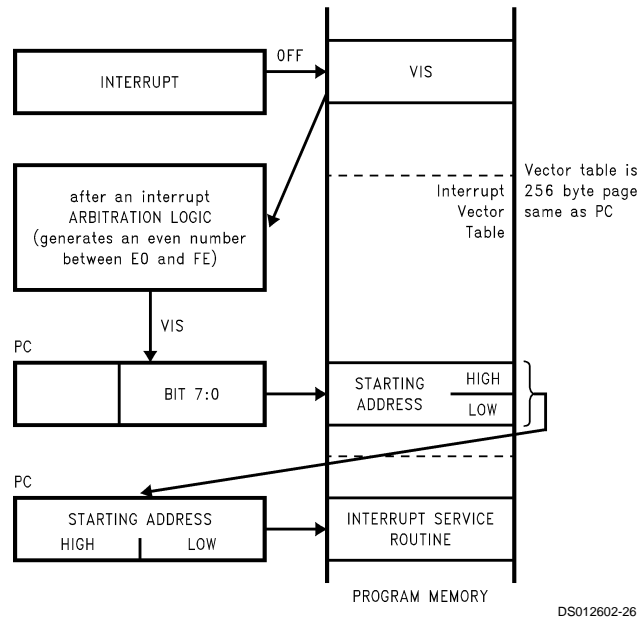 OFF
INTERRUPT
VIS
after an interrupt
ARBITRATION LOGIC
(generates an even number
between E0 and FE)
Interrupt
Vector
Table
Vector table is
256 byte page
same as PC
VIS
PC
BIT 7:0
STARTING
ADDRESS
HIGH
LOW
PC
STARTING ADDRESS
HIGH
LOW
INTERRUPT SERVICE
ROUTINE
PROGRAM MEMORY
DS012602-26